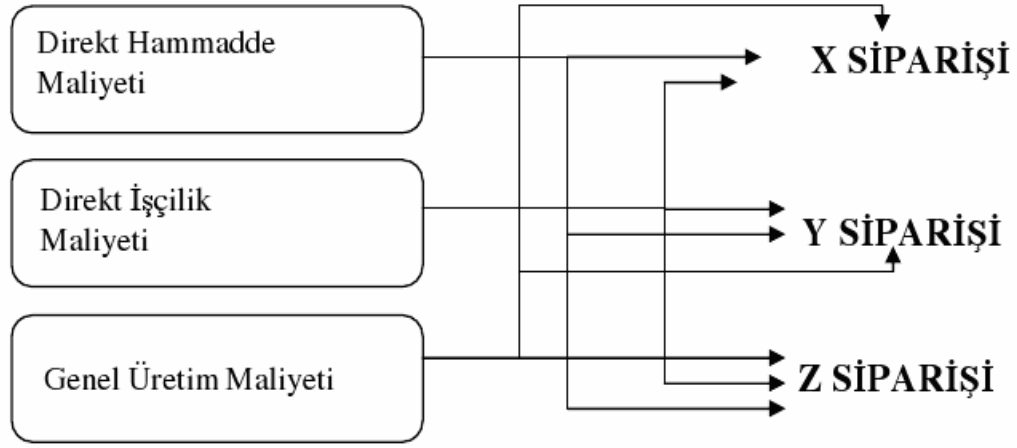 Direkt Hammadde
Maliyeti
X SİPARİŞİ
Direkt İşçilik
Maliyeti
Y SİPARİŞİ
Genel Üretim Maliyeti
Z SİPARİŞİ